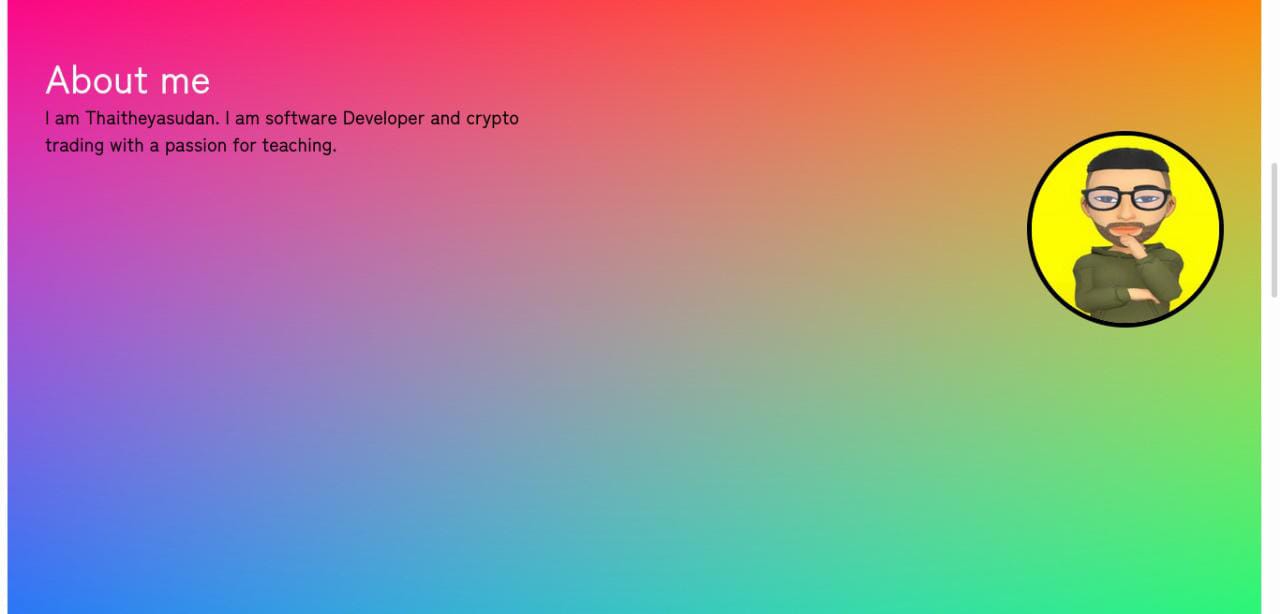 About me
I am Thaitheyasudan. I am software Developer and crypto
trading with a passion for teaching.